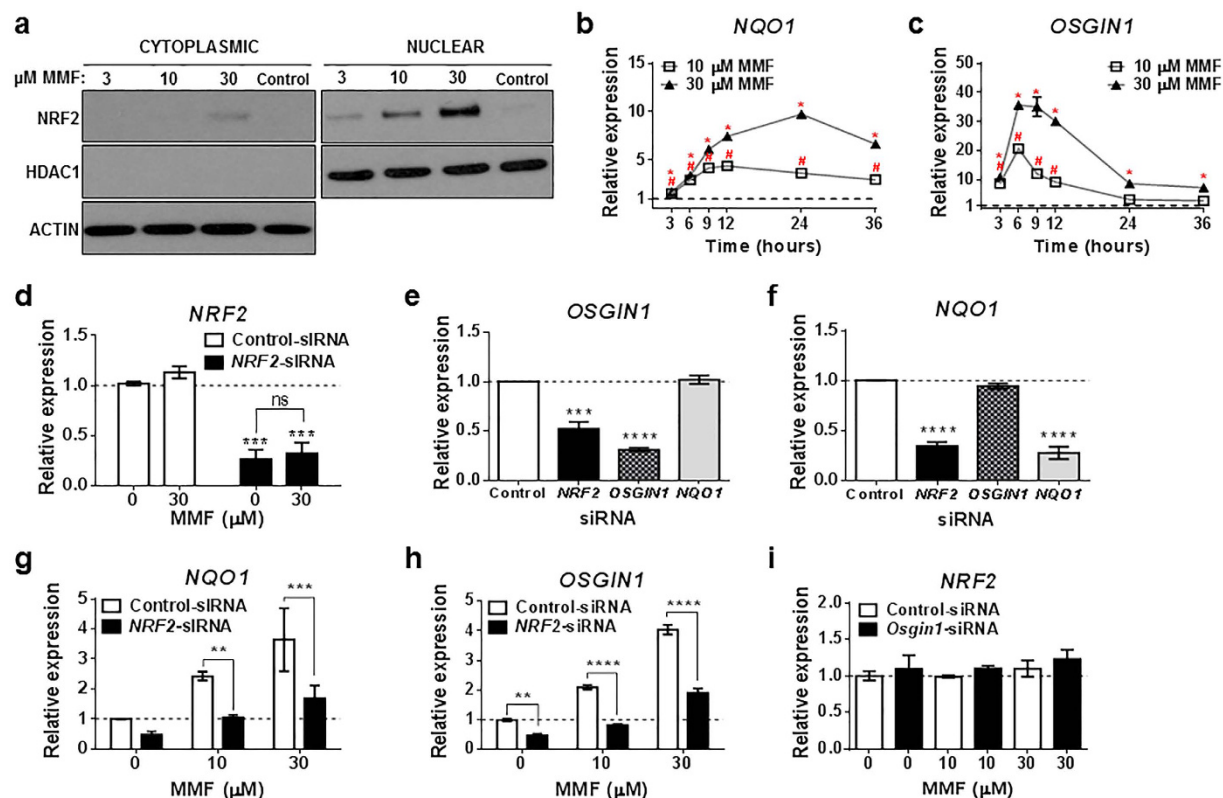 a
CYTOPLASMIC NUCLEAR
µM MMF: 3 10 30 Control 3 10 30 Control
NRF2
HDAC1
ACTIN
b
NQO1
10 µM MMF
30 µM MMF
Relative expression
15
10
5
1
* * * * * *
# # # # # #
3 6 9 12 24 36
Time (hours)
c
OSGIN1
10 µM MMF
30 µM MMF
Relative expression
50
40
30
20
10
1
* * * * * *
# # # #
3 6 9 12 24 36
Time (hours)
d
NRF2
Control-siRNA
NRF2-siRNA
Relative expression
1.5
1.0
0.5
0.0
ns
*** ***
0 30 0 30
MMF (µM)
e
OSGIN1
Relative expression
1.5
1.0
0.5
0.0
*** ****
Control NRF2 OSGIN1 NQO1
siRNA
f
NQO1
Relative expression
1.5
1.0
0.5
0.0
**** ****
Control NRF2 OSGIN1 NQO1
siRNA
g
NQO1
Control-siRNA
NRF2-siRNA
Relative expression
6
5
4
3
2
1
0
** ***
0 10 30
MMF (µM)
h
OSGIN1
Control-siRNA
NRF2-siRNA
Relative expression
6
5
4
3
2
1
0
** **** ****
0 10 30
MMF (µM)
i
NRF2
Control-siRNA
Osgin1-siRNA
Relative expression
2.0
1.5
1.0
0.5
0.0
0 0 10 10 30 30
MMF (µM)